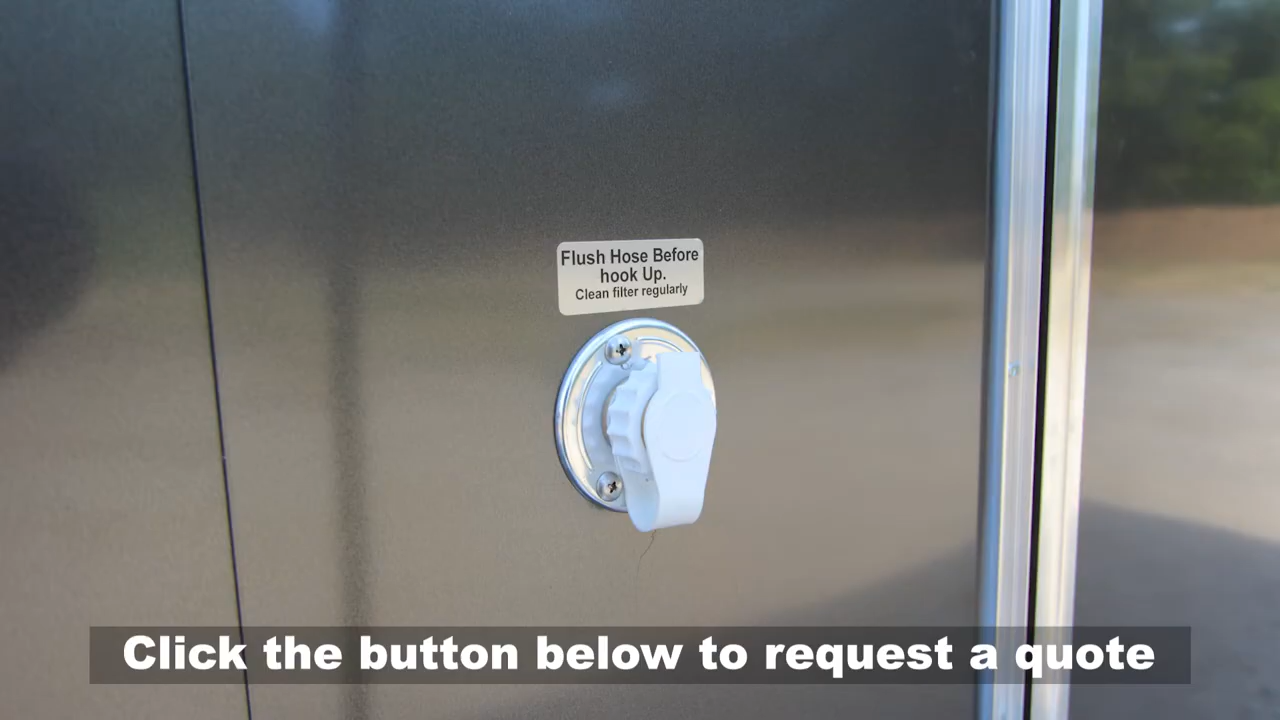 Flush Hose Before
hook Up.
Clean filter regularly
Click the button below to request a quote